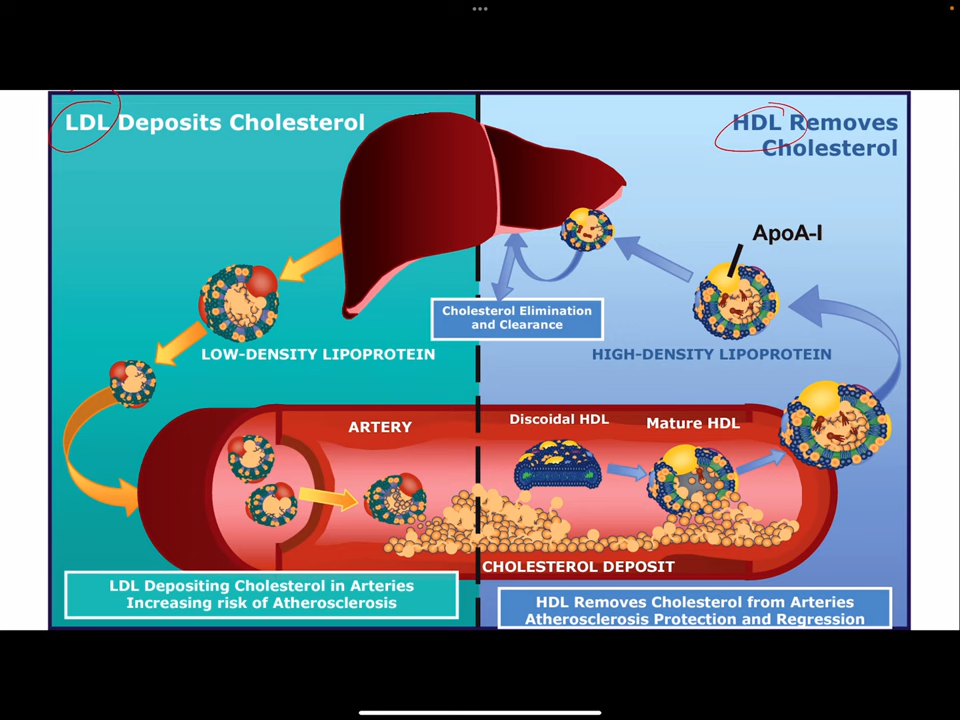 LDL Deposits Cholesterol
HDL Removes
Cholesterol
ApoA-I
Cholesterol Elimination
and Clearance
LOW-DENSITY LIPOPROTEIN
HIGH-DENSITY LIPOPROTEIN
ARTERY
Discoidal HDL
Mature HDL
CHOLESTEROL DEPOSIT
LDL Depositing Cholesterol in Arteries
Increasing risk of Atherosclerosis
HDL Removes Cholesterol from Arteries
Atherosclerosis Protection and Regression